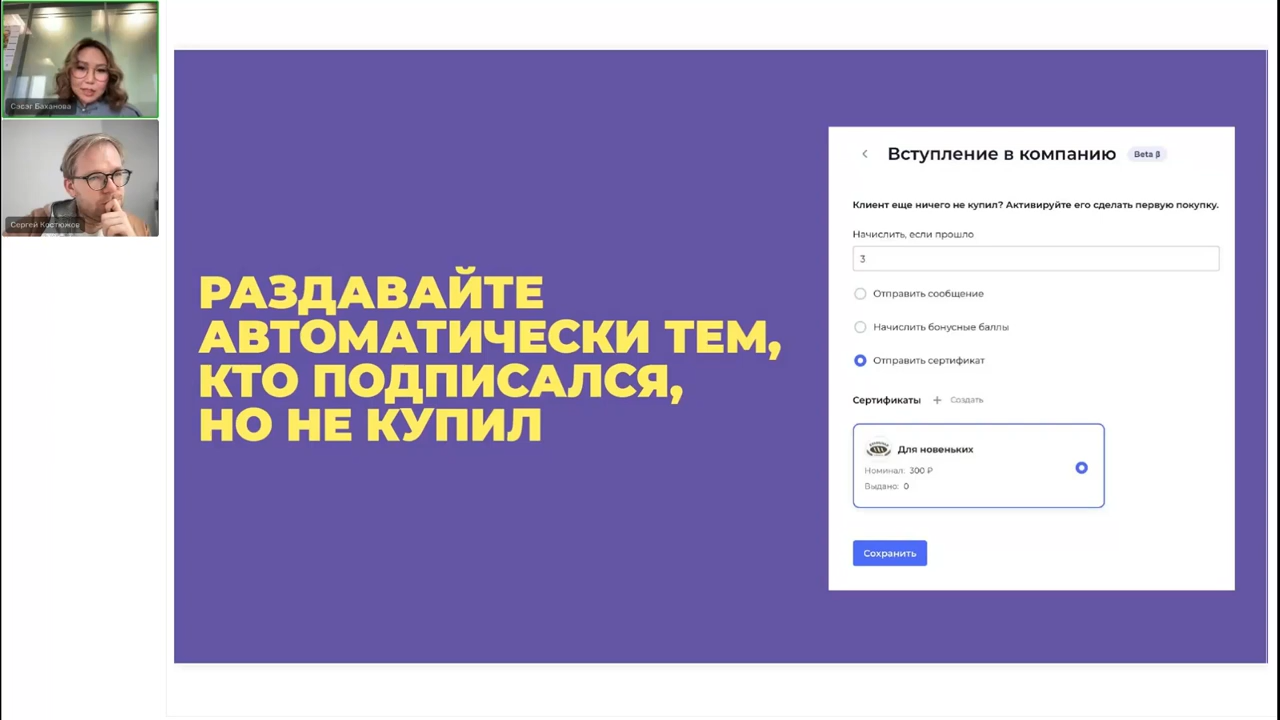 Сэсэг Баханова
Сергей Костюжов
РАЗДАВАЙТЕ
АВТОМАТИЧЕСКИ ТЕМ,
КТО ПОДПИСАЛСЯ,
НО НЕ КУПИЛ
Вступление в компанию Beta β
Клиент еще ничего не купил? Активируйте его сделать первую покупку.
Начислить, если прошло
3
Отправить сообщение
Начислить бонусные баллы
Отправить сертификат
Сертификаты + Создать
Для новеньких
Номинал: 300 ₽
Выдано: 0
Сохранить